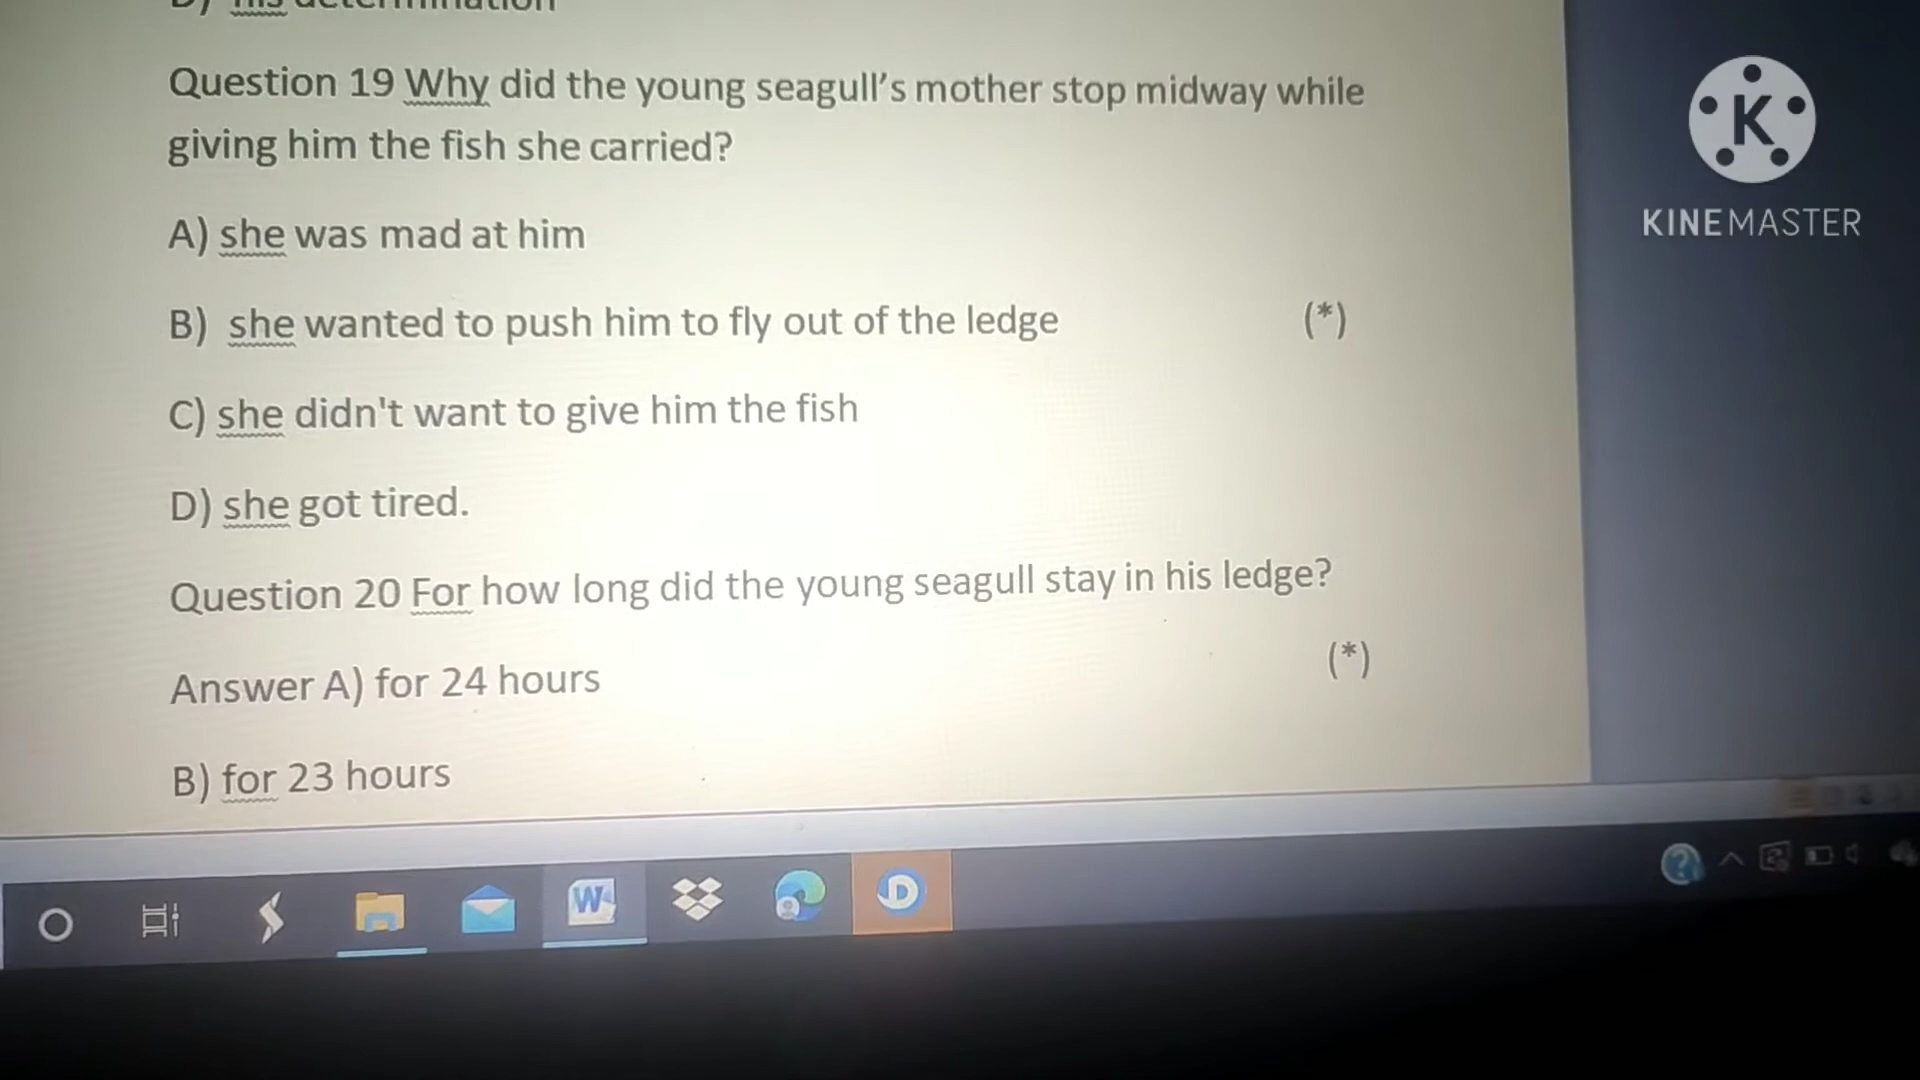 D) his determination
Question 19 Why did the young seagull's mother stop midway while
giving him the fish she carried?
A) she was mad at him
B) she wanted to push him to fly out of the ledge (*)
C) she didn't want to give him the fish
D) she got tired.
Question 20 For how long did the young seagull stay in his ledge?
Answer A) for 24 hours (*)
B) for 23 hours
K
KINEMASTER
W
D
?